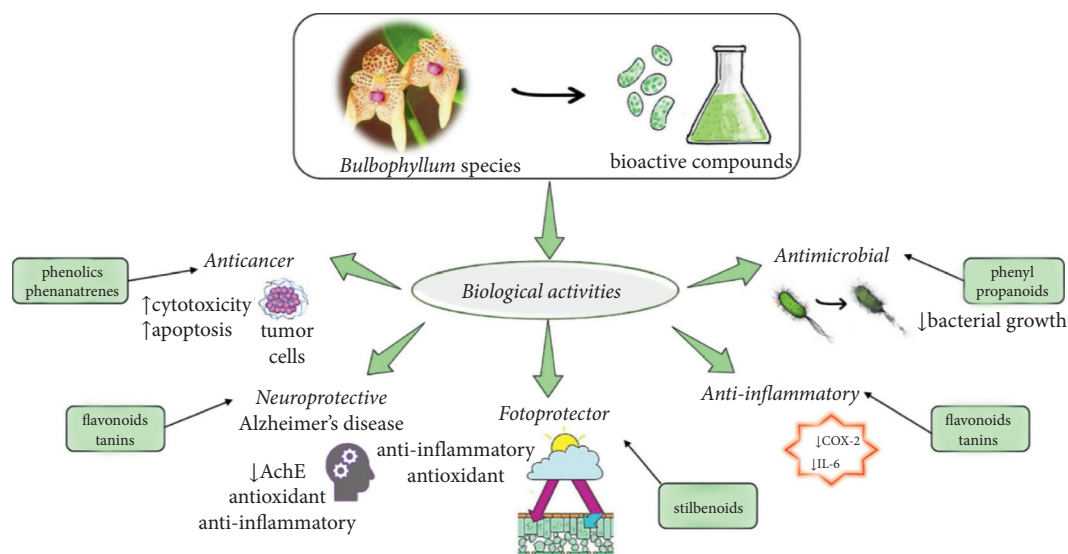 Bulbophyllum species
bioactive compounds
Biological activities
phenolics
phenanatrenes
Anticancer
↑cytotoxicity
↑apoptosis
tumor
cells
Antimicrobial
↓bacterial growth
phenyl
propanoids
flavonoids
tanins
Neuroprotective
Alzheimer's disease
↓AchE
antioxidant
anti-inflammatory
Fotoprotector
anti-inflammatory
antioxidant
stilbenoids
Anti-inflammatory
↓COX-2
↓IL-6
flavonoids
tanins